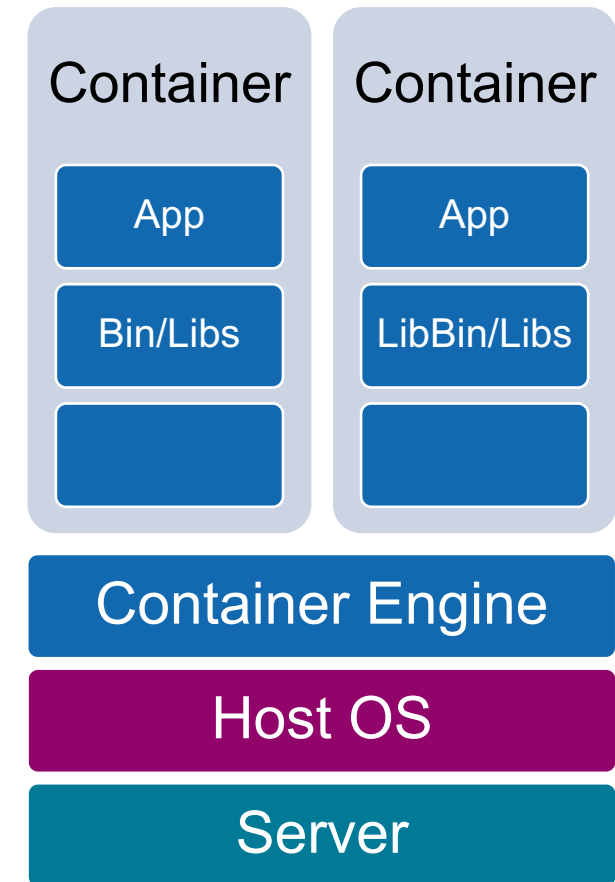 Container
Container
App
App
Bin/Libs
LibBin/Libs
Container Engine
Host OS
Server